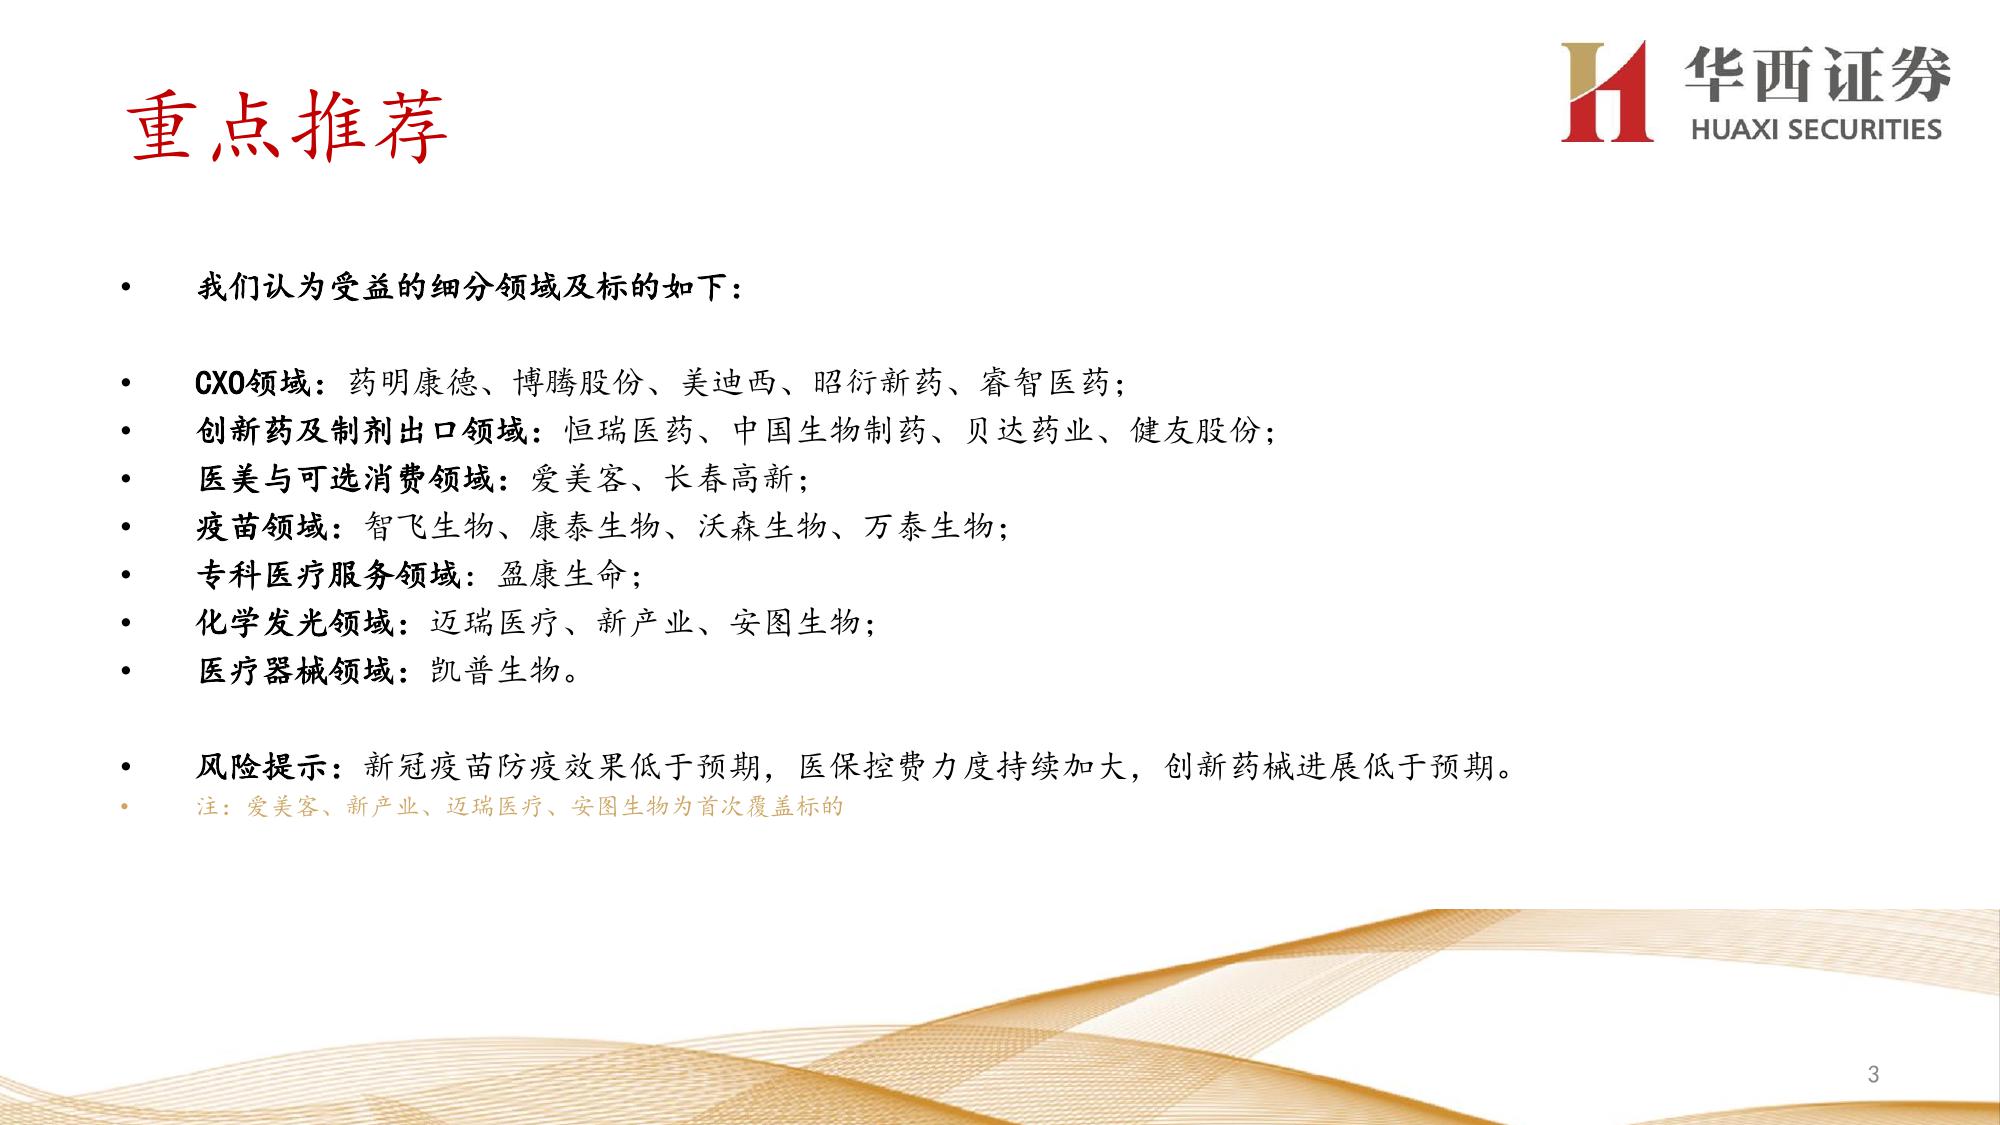 重点推荐
华西证券
HUAXI SECURITIES
• 我们认为受益的细分领域及标的如下：
• CXO领域：药明康德、博腾股份、美迪西、昭衍新药、睿智医药；
• 创新药及制剂出口领域：恒瑞医药、中国生物制药、贝达药业、健友股份；
• 医美与可选消费领域：爱美客、长春高新；
• 疫苗领域：智飞生物、康泰生物、沃森生物、万泰生物；
• 专科医疗服务领域：盈康生命；
• 化学发光领域：迈瑞医疗、新产业、安图生物；
• 医疗器械领域：凯普生物。
• 风险提示：新冠疫苗防疫效果低于预期，医保控费力度持续加大，创新药械进展低于预期。
• 注：爱美客、新产业、迈瑞医疗、安图生物为首次覆盖标的
3